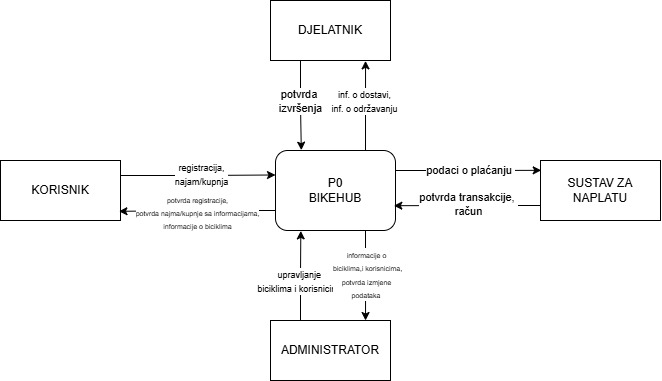 DJELATNIK
potvrda
izvršenja
inf. o dostavi,
inf. o održavanju
KORISNIK
registracija,
najam/kupnja
potvrda registracije,
potvrda najma/kupnje sa informacijama,
informacije o biciklima
P0
BIKEHUB
podaci o plaćanju
potvrda transakcije,
račun
SUSTAV ZA
NAPLATU
upravljanje
biciklima i korisnici
informacije o
biciklima,i korisnicima,
potvrda izmjene
podataka
ADMINISTRATOR